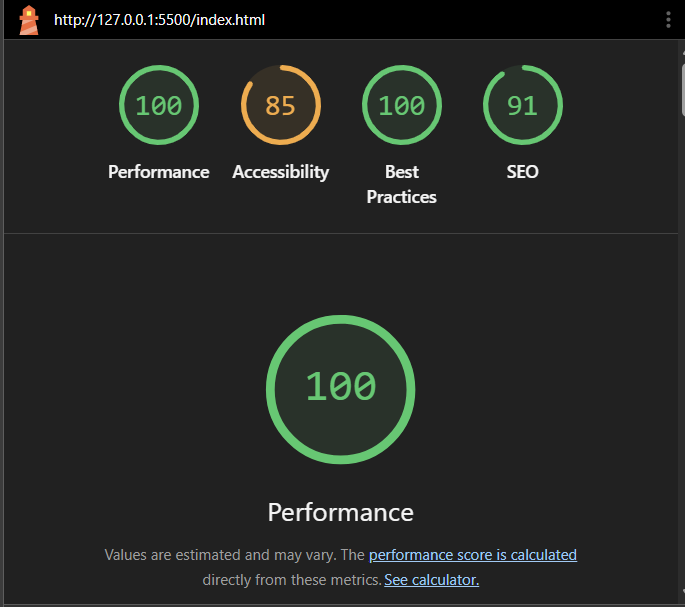 http://127.0.0.1:5500/index.html
100
85
100
91
Performance
Accessibility
Best
Practices
SEO
100
Performance
Values are estimated and may vary. The performance score is calculated
directly from these metrics. See calculator.